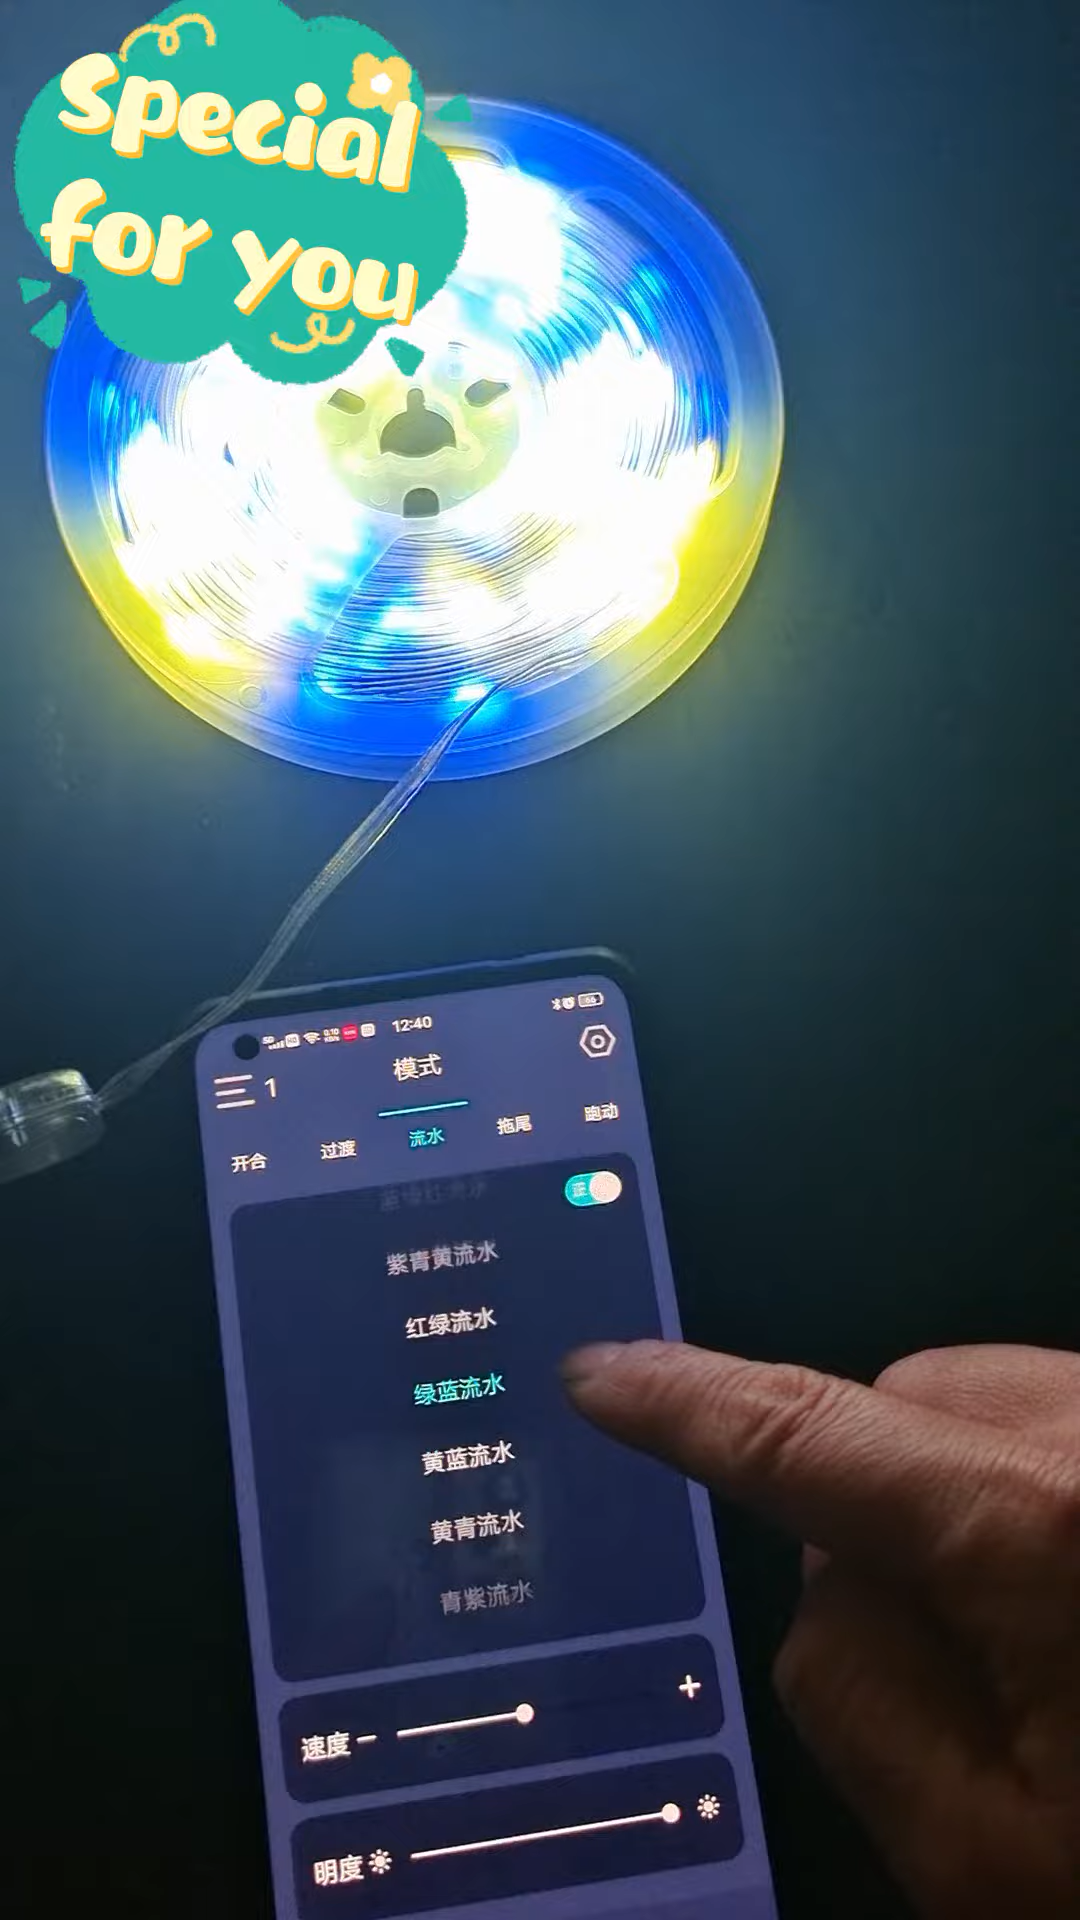 Special
for you
12:40
1
模式
开合
过渡
流水
拖尾
跑动
正
紫青黄流水
红绿流水
绿蓝流水
黄蓝流水
黄青流水
青紫流水
速度
明度